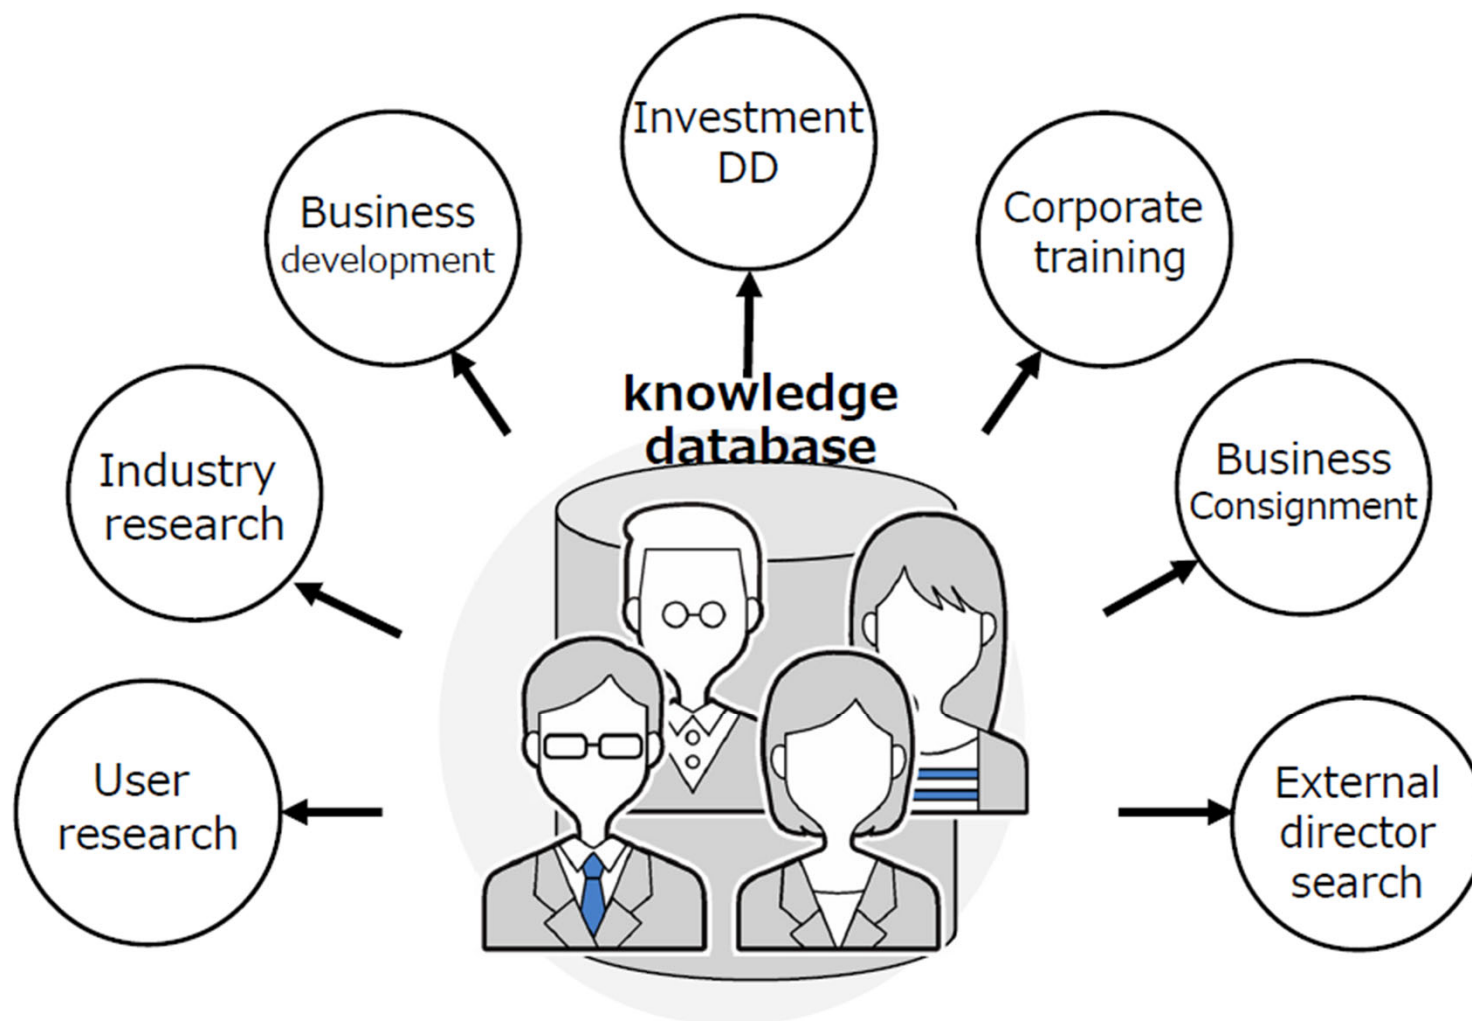 Investment
DD
Business
development
Corporate
training
knowledge
database
Industry
research
Business
Consignment
User
research
External
director
search